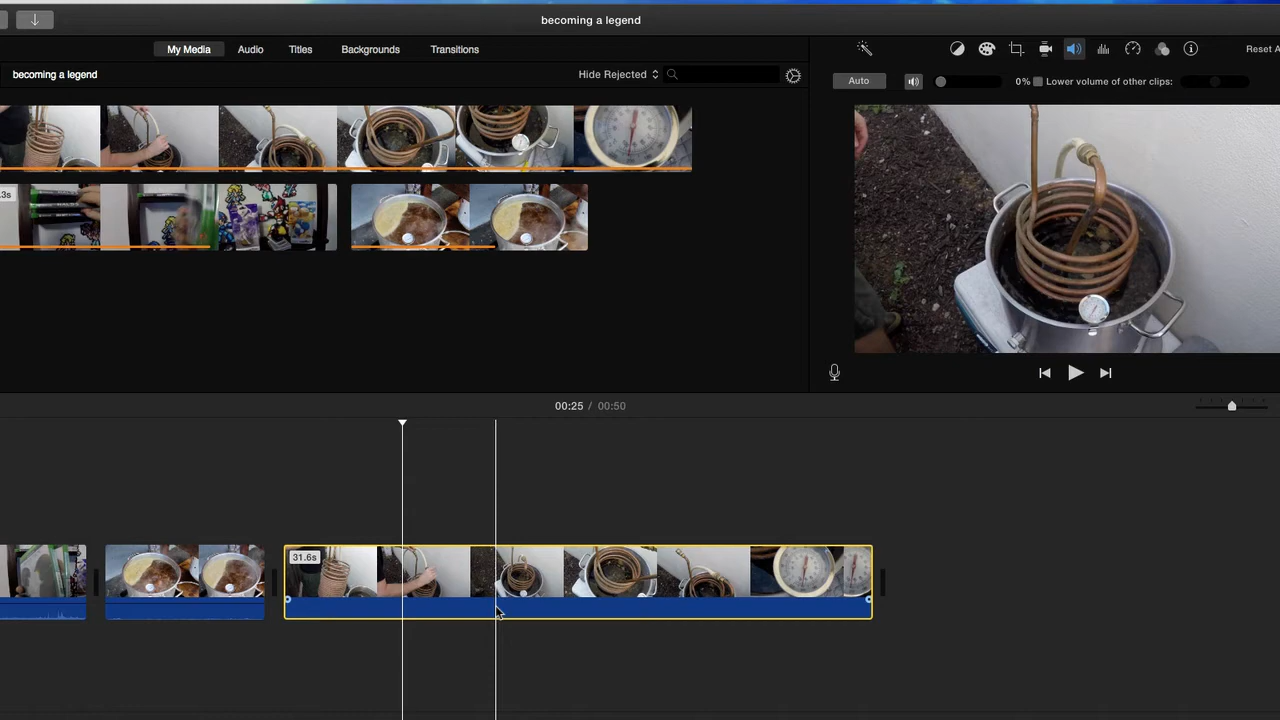 becoming a legend
My Media Audio Titles Backgrounds Transitions
Reset A
becoming a legend Hide Rejected
Auto 0% Lower volume of other clips:
.3s
00:25 / 00:50
31.6s